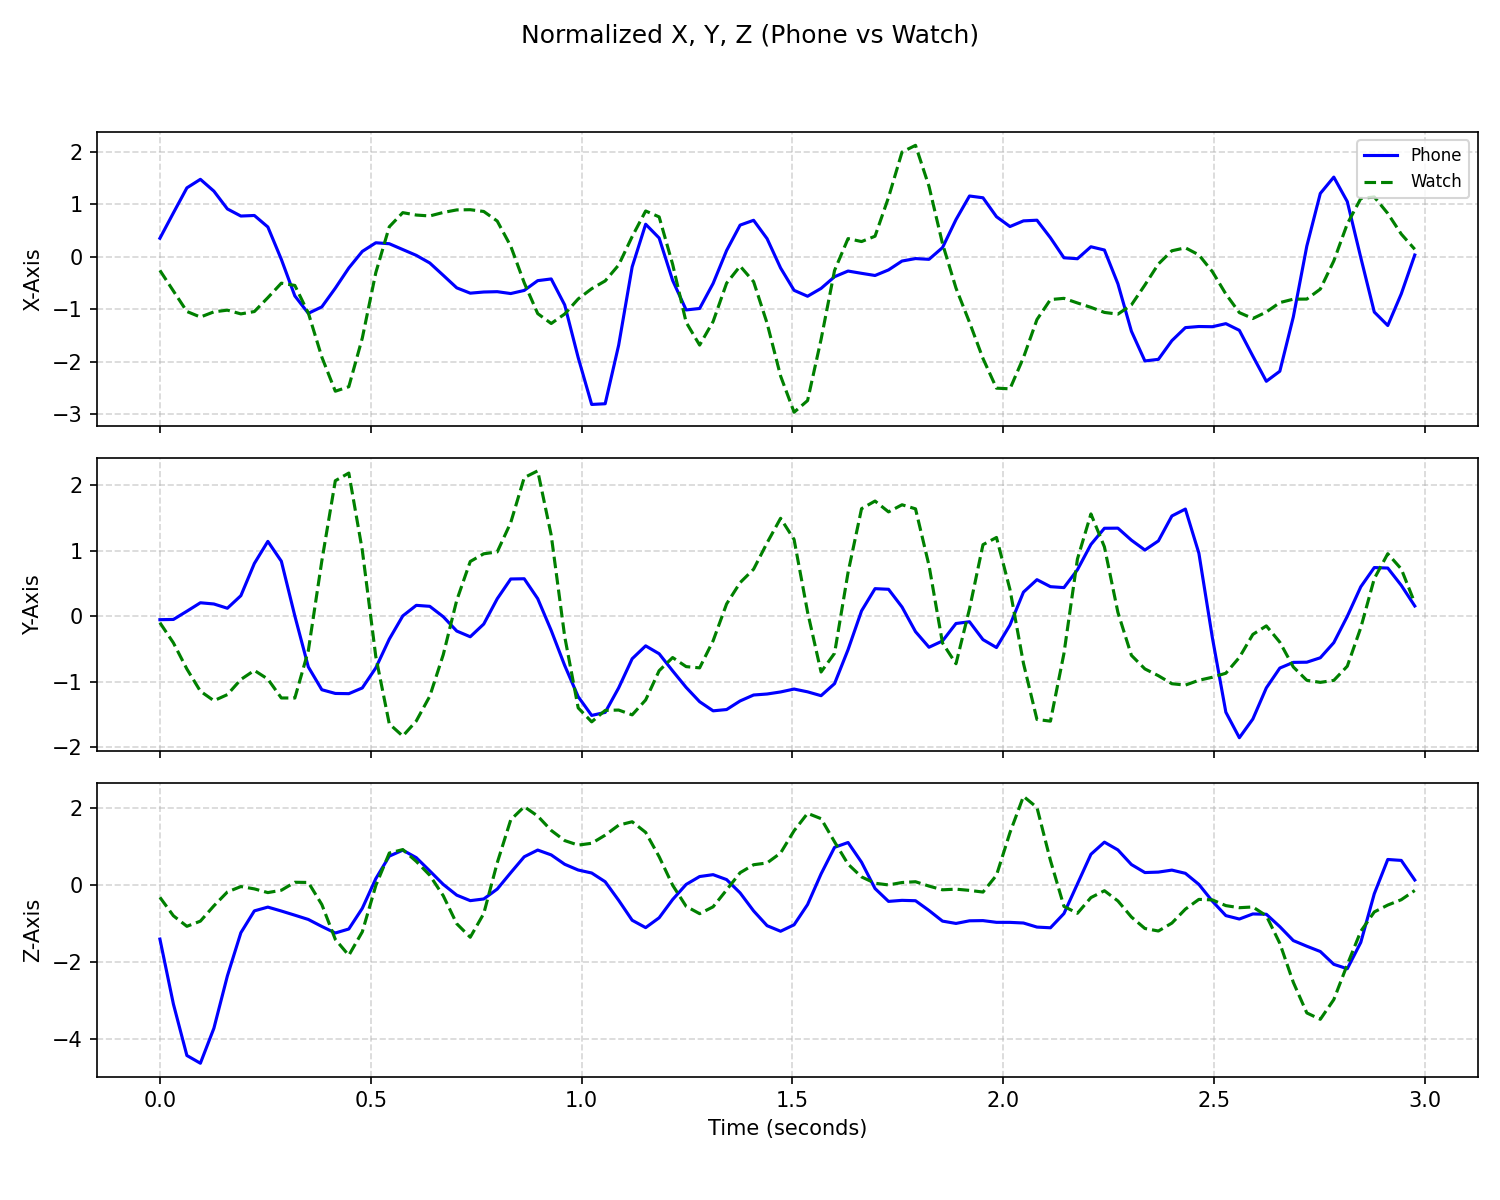 Normalized X, Y, Z (Phone vs Watch)
X-Axis
2
1
0
−1
−2
−3
Phone
Watch
Y-Axis
2
1
0
−1
−2
Z-Axis
2
0
−2
−4
0.0 0.5 1.0 1.5 2.0 2.5 3.0
Time (seconds)